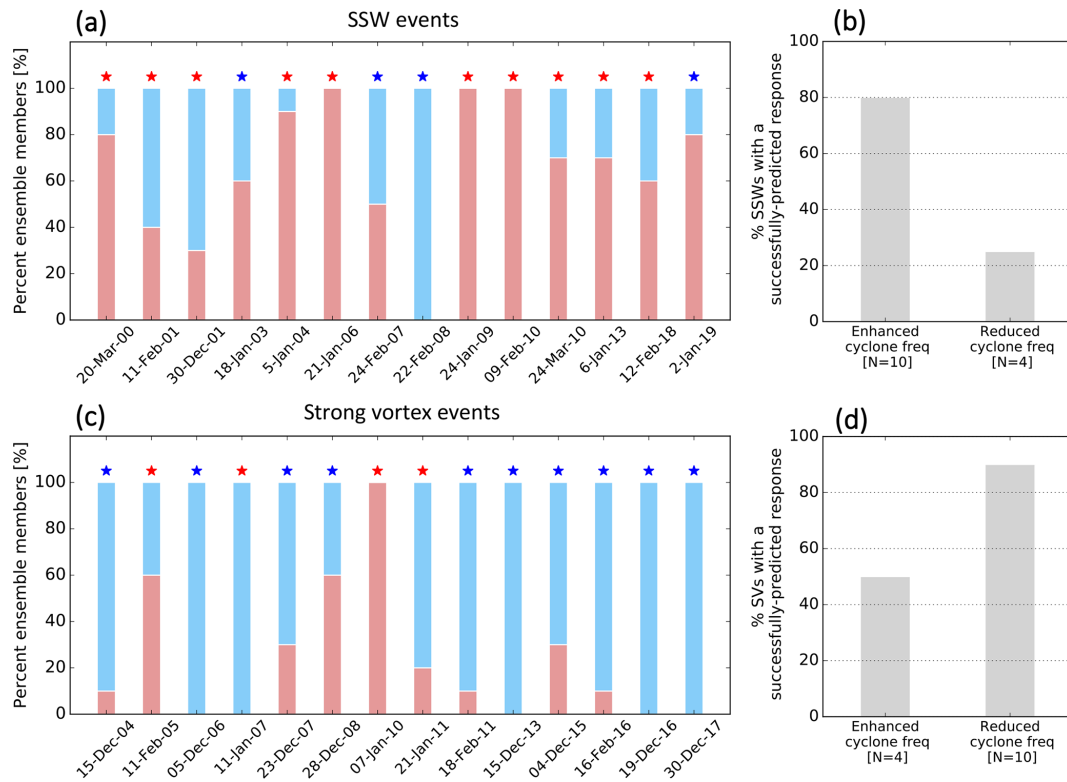 (a)
SSW events
Percent ensemble members [%]
100
80
60
40
20
0
20-Mar-00
11-Feb-01
30-Dec-01
18-Jan-03
5-Jan-04
21-Jan-06
24-Feb-07
22-Feb-08
24-Jan-09
09-Feb-10
24-Mar-10
6-Jan-13
12-Feb-18
2-Jan-19
(b)
% SSWs with a
successfully-predicted response
100
80
60
40
20
0
Enhanced
cyclone freq
[N=10]
Reduced
cyclone freq
[N=4]
(c)
Strong vortex events
Percent ensemble members [%]
100
80
60
40
20
0
15-Dec-04
11-Feb-05
05-Dec-06
11-Jan-07
23-Dec-07
28-Dec-08
07-Jan-10
21-Jan-11
18-Feb-11
15-Dec-13
04-Dec-15
16-Feb-16
19-Dec-16
30-Dec-17
(d)
% SVs with a
successfully-predicted response
100
80
60
40
20
0
Enhanced
cyclone freq
[N=4]
Reduced
cyclone freq
[N=10]